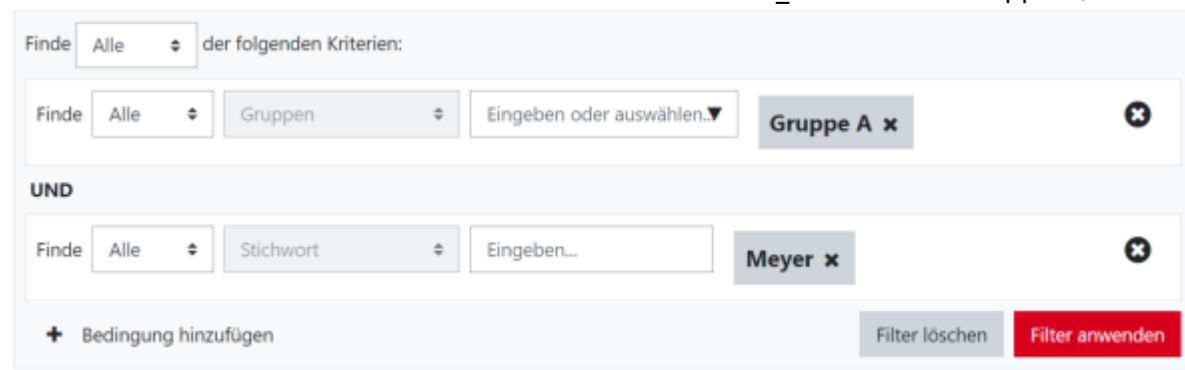 Finde Alle der folgenden Kriterien:
Finde Alle Gruppen Eingeben oder auswählen.. Gruppe A ×
UND
Finde Alle Stichwort Eingeben... Meyer ×
+ Bedingung hinzufügen Filter löschen Filter anwenden